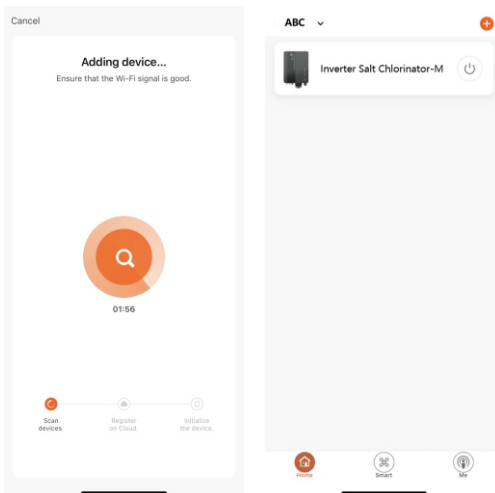 Cancel
Adding device...
Ensure that the Wi-Fi signal is good.
01:56
Scan
devices.
Register
on Cloud.
Initialize
the device.
ABC
Inverter Salt Chlorinator-M
Home
Smart
Me